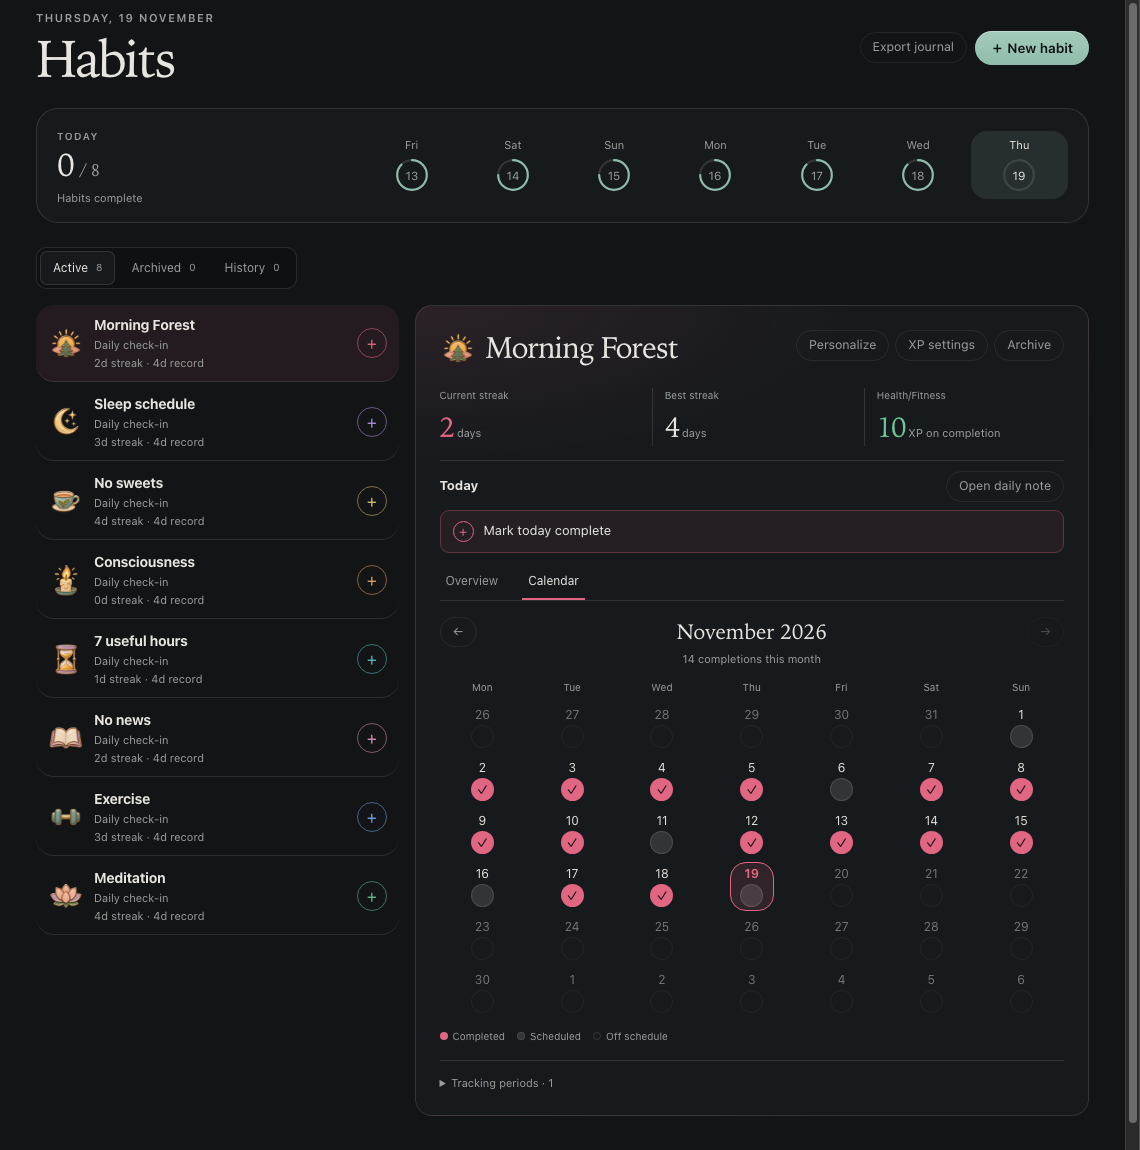 THURSDAY, 19 NOVEMBER
Habits
Export journal
+ New habit
TODAY
0 / 8
Habits complete
Fri Sat Sun Mon Tue Wed Thu
13 14 15 16 17 18 19
Active 8 Archived 0 History 0
Morning Forest
Daily check-in
2d streak · 4d record
Sleep schedule
Daily check-in
3d streak · 4d record
No sweets
Daily check-in
4d streak · 4d record
Consciousness
Daily check-in
0d streak · 4d record
7 useful hours
Daily check-in
1d streak · 4d record
No news
Daily check-in
2d streak · 4d record
Exercise
Daily check-in
3d streak · 4d record
Meditation
Daily check-in
4d streak · 4d record
Morning Forest
Personalize XP settings Archive
Current streak Best streak Health/Fitness
2 days 4 days 10 XP on completion
Today
Open daily note
Mark today complete
Overview Calendar
November 2026
14 completions this month
Mon Tue Wed Thu Fri Sat Sun
26 27 28 29 30 31 1
2 3 4 5 6 7 8
9 10 11 12 13 14 15
16 17 18 19 20 21 22
23 24 25 26 27 28 29
30 1 2 3 4 5 6
Completed Scheduled Off schedule
Tracking periods · 1